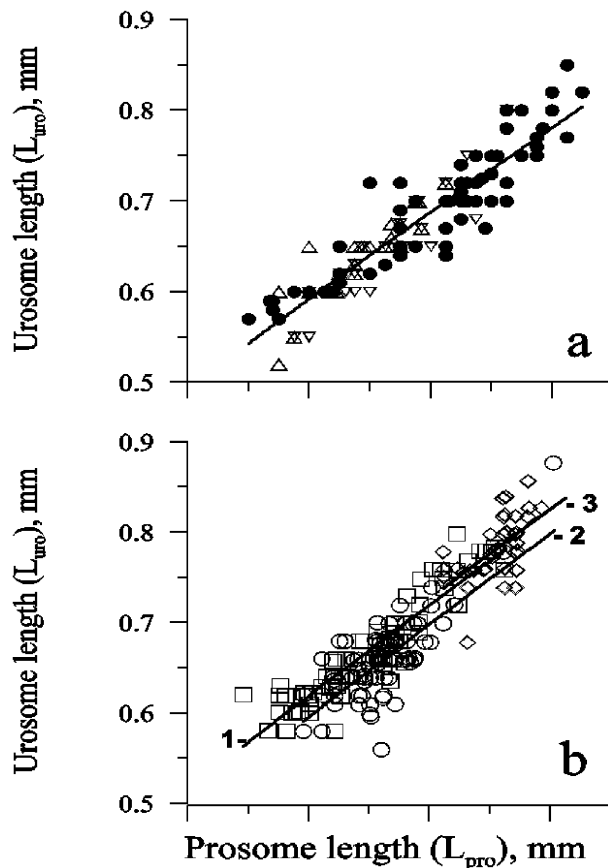 0.9
0.8
0.7
0.6
0.5
Urosome length (Luro), mm
a
0.9
0.8
0.7
0.6
0.5
Urosome length (Luro), mm
- 3
- 2
1-
b
Prosome length (Lpro), mm